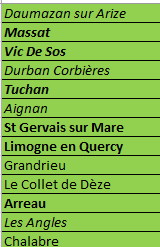 Daumazan sur Arize
Massat
Vic De Sos
Durban Corbières
Tuchan
Aignan
St Gervais sur Mare
Limogne en Quercy
Grandrieu
Le Collet de Dèze
Arreau
Les Angles
Chalabre